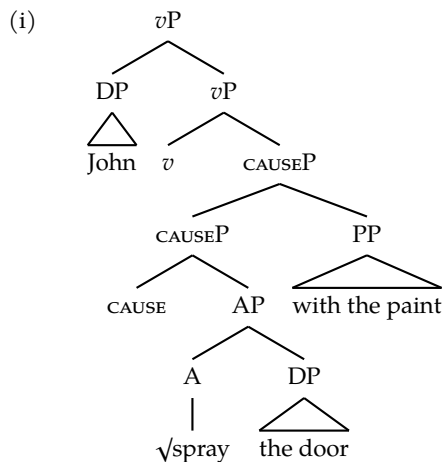 (i) vP
DP vP
John v CAUSEP
CAUSEP PP
CAUSE AP with the paint
A DP
√spray the door